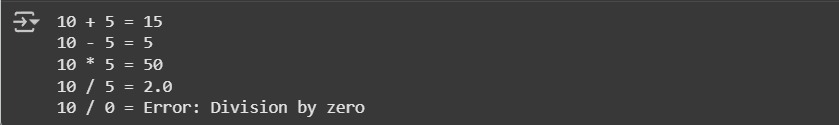 10 + 5 = 15
10 - 5 = 5
10 * 5 = 50
10 / 5 = 2.0
10 / 0 = Error: Division by zero